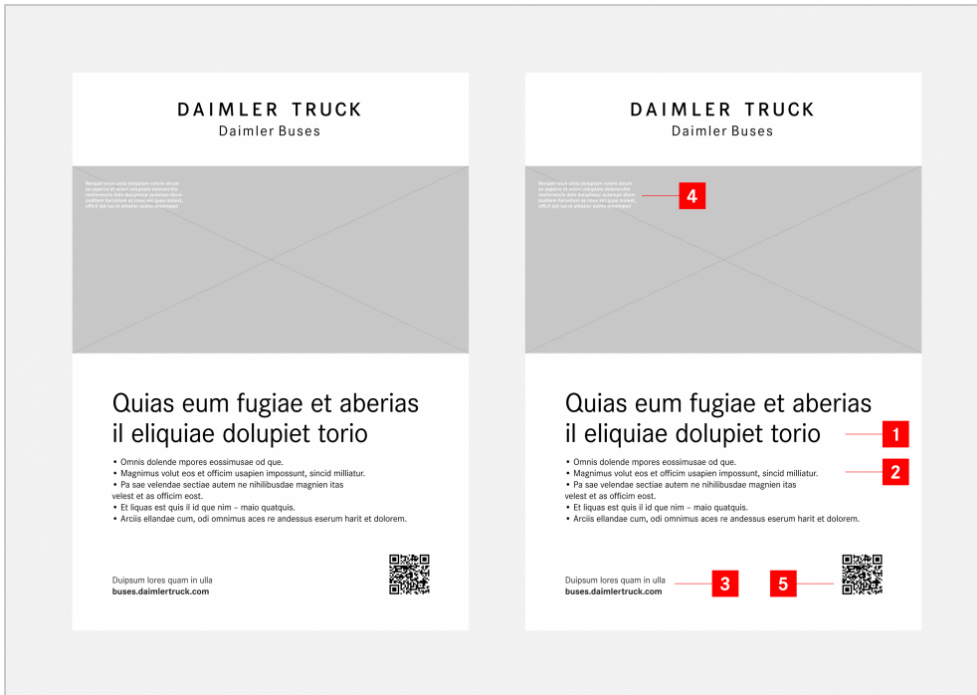 DAIMLER TRUCK
Daimler Buses
Quias eum fugiae et aberias
il eliquiae dolupiet torio
• Omnis dolende mpores eossimusae od que.
• Magnimus volut eos et officim usapien impossunt, sincid milliatur.
• Pa sae velendae sectiae autem ne nihilibusdae magnien itas
velest et as officim eost.
• Et liquas est quis il id que nim – maio quatquis.
• Arciis ellandae cum, odi omnimus aces re andessus eserum harit et dolorem.
Duipsum lores quam in ulla
buses.daimlertruck.com
DAIMLER TRUCK
Daimler Buses
4
Quias eum fugiae et aberias
il eliquiae dolupiet torio
1
• Omnis dolende mpores eossimusae od que.
• Magnimus volut eos et officim usapien impossunt, sincid milliatur.
2
• Pa sae velendae sectiae autem ne nihilibusdae magnien itas
velest et as officim eost.
• Et liquas est quis il id que nim – maio quatquis.
• Arciis ellandae cum, odi omnimus aces re andessus eserum harit et dolorem.
Duipsum lores quam in ulla
buses.daimlertruck.com
3
5